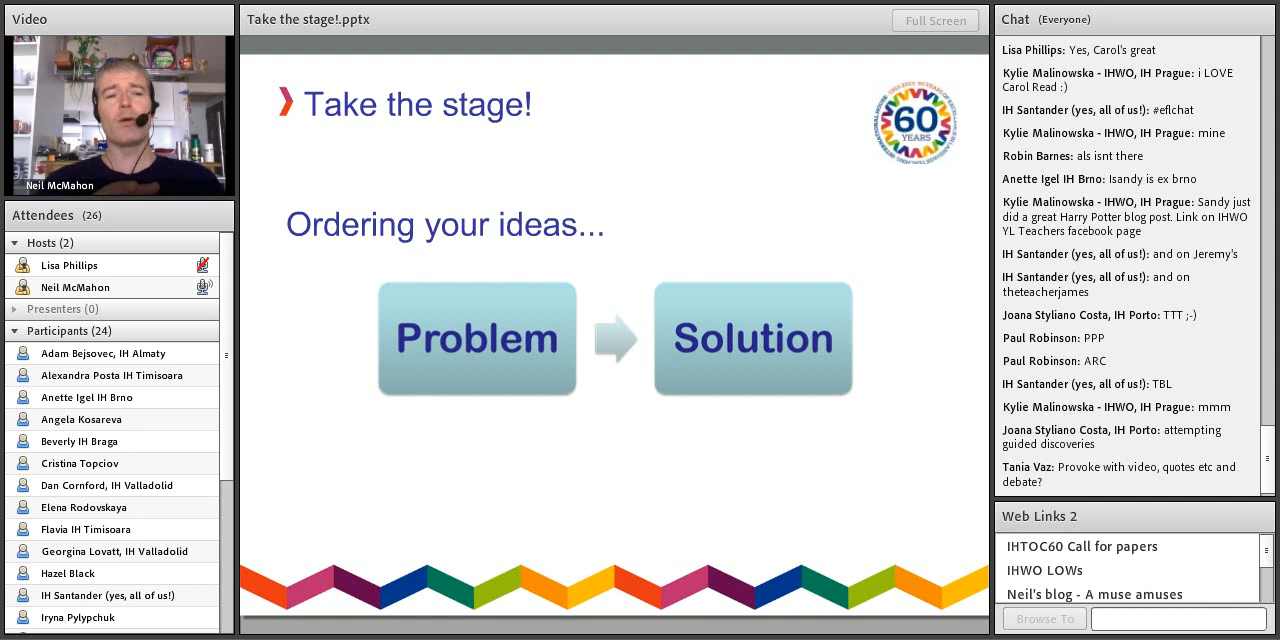 Video
Neil McMahon
Attendees (26)
Hosts (2)
Lisa Phillips
Neil McMahon
Presenters (0)
Participants (24)
Adam Bejsovec, IH Almaty
Alexandra Posta IH Timisoara
Anette Igel IH Brno
Angela Kosareva
Beverly IH Braga
Cristina Topciov
Dan Cornford, IH Valladolid
Elena Rodovskaya
Flavia IH Timisoara
Georgina Lovatt, IH Valladolid
Hazel Black
IH Santander (yes, all of us!)
Iryna Pylypchuk
Take the stage!.pptx
Full Screen
Take the stage!
60
YEARS
Ordering your ideas...
Problem
Solution
Chat (Everyone)
Lisa Phillips: Yes, Carol's great
Kylie Malinowska - IHWO, IH Prague: i LOVE
Carol Read :)
IH Santander (yes, all of us!): #eflchat
Kylie Malinowska - IHWO, IH Prague: mine
Robin Barnes: als isnt there
Anette Igel IH Brno: Isandy is ex brno
Kylie Malinowska - IHWO, IH Prague: Sandy just
did a great Harry Potter blog post. Link on IHWO
YL Teachers facebook page
IH Santander (yes, all of us!): and on Jeremy's
IH Santander (yes, all of us!): and on
theteacherjames
Joana Styliano Costa, IH Porto: TTT ;-)
Paul Robinson: PPP
Paul Robinson: ARC
IH Santander (yes, all of us!): TBL
Kylie Malinowska - IHWO, IH Prague: mmm
Joana Styliano Costa, IH Porto: attempting
guided discoveries
Tania Vaz: Provoke with video, quotes etc and
debate?
Web Links 2
IHTOC60 Call for papers
IHWO LOWs
Neil's blog - A muse amuses
Browse To